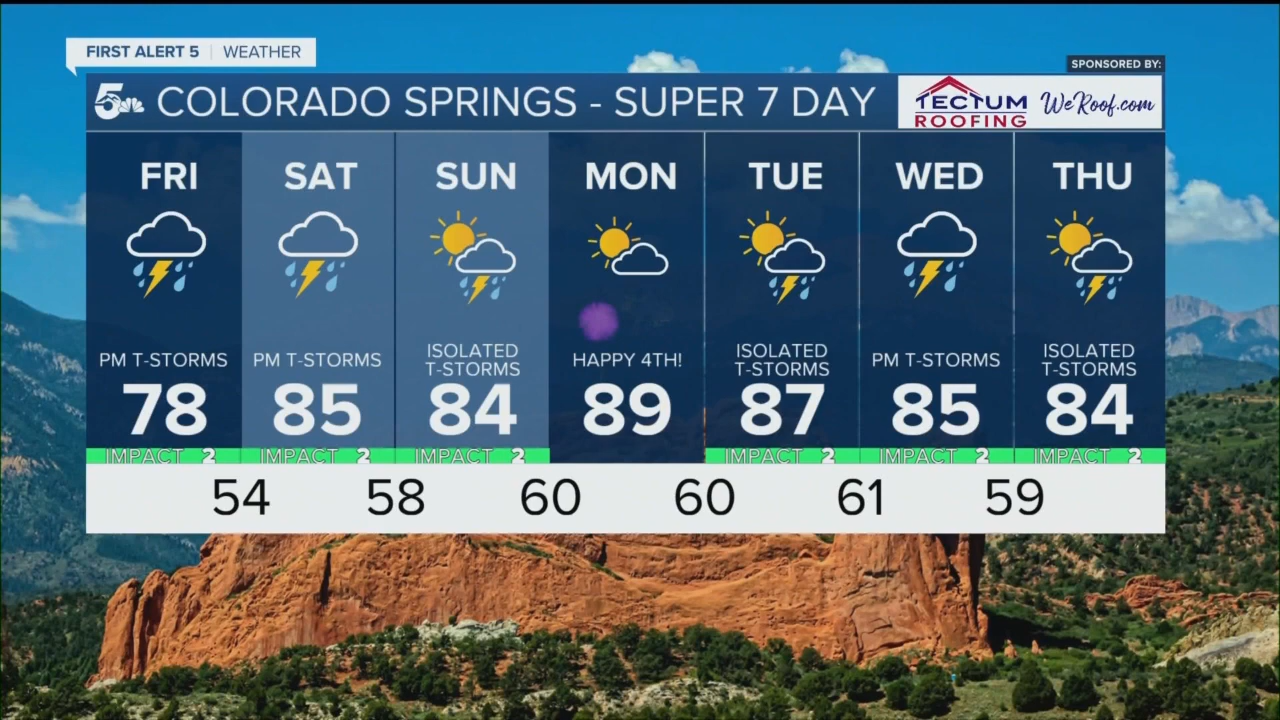 FIRST ALERT 5 | WEATHER
SPONSORED BY:
5 COLORADO SPRINGS - SUPER 7 DAY
TECTUM
ROOFING
WeRoof.com
FRI SAT SUN MON TUE WED THU
PM T-STORMS PM T-STORMS ISOLATED T-STORMS HAPPY 4TH! ISOLATED T-STORMS PM T-STORMS ISOLATED T-STORMS
78 85 84 89 87 85 84
IMPACT 2 IMPACT 2 IMPACT 2 IMPACT 2 IMPACT 2 IMPACT 2
54 58 60 60 61 59